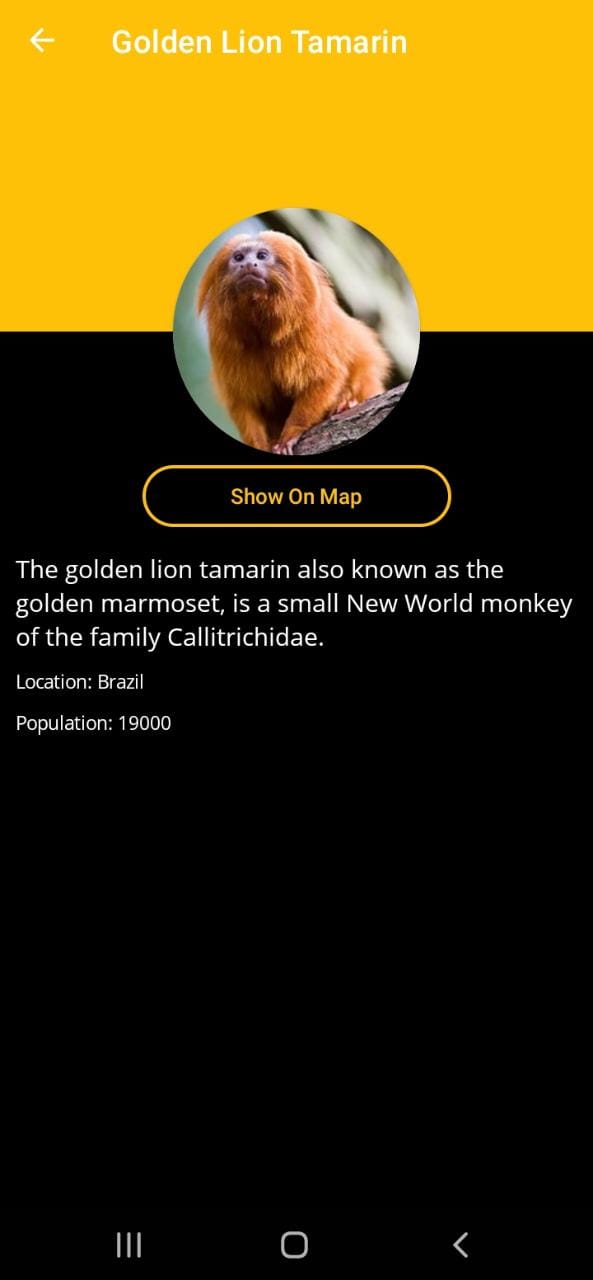 Golden Lion Tamarin
Show On Map
The golden lion tamarin also known as the
golden marmoset, is a small New World monkey
of the family Callitrichidae.
Location: Brazil
Population: 19000